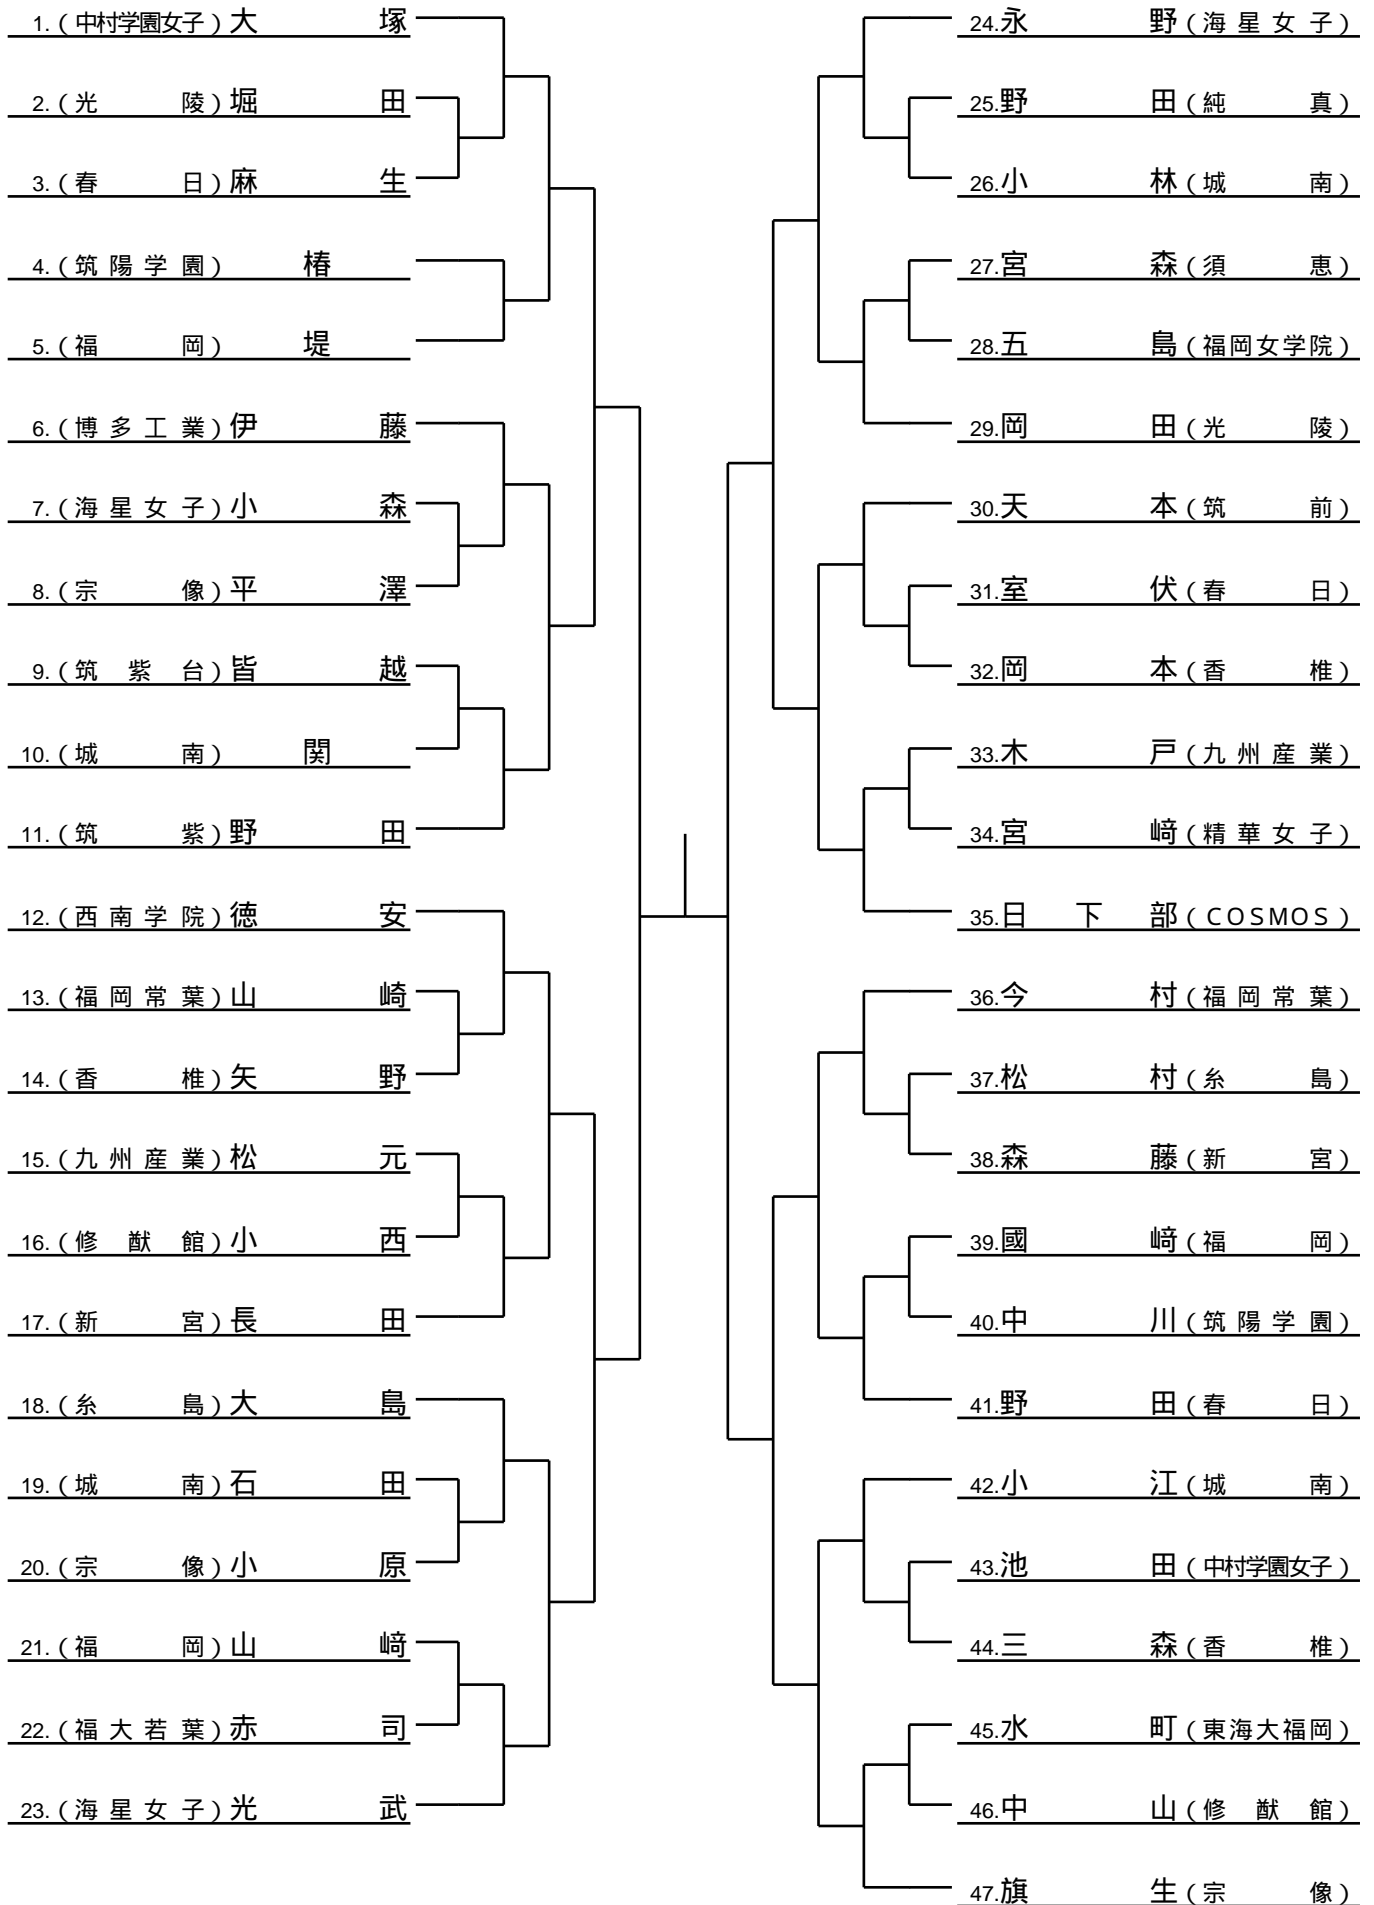 1.(中村学園女子)大塚
2.(光陵)堀田
3.(春日)麻生
4.(筑陽学園)椿
5.(福岡)堤
6.(博多工業)伊藤
7.(海星女子)小森
8.(宗像)平澤
9.(筑紫台)皆越
10.(城南)関
11.(筑紫)野田
12.(西南学院)徳安
13.(福岡常葉)山崎
14.(香椎)矢野
15.(九州産業)松元
16.(修猷館)小西
17.(新宮)長田
18.(糸島)大島
19.(城南)石田
20.(宗像)小原
21.(福岡)山﨑
22.(福大若葉)赤司
23.(海星女子)光武
24.永野(海星女子)
25.野田(純真)
26.小林(城南)
27.宮森(須恵)
28.五島(福岡女学院)
29.岡田(光陵)
30.天本(筑前)
31.室伏(春日)
32.岡本(香椎)
33.木戸(九州産業)
34.宮﨑(精華女子)
35.日下部(COSMOS)
36.今村(福岡常葉)
37.松村(糸島)
38.森藤(新宮)
39.國﨑(福岡)
40.中川(筑陽学園)
41.野田(春日)
42.小江(城南)
43.池田(中村学園女子)
44.三森(香椎)
45.水町(東海大福岡)
46.中山(修猷館)
47.旗生(宗像)